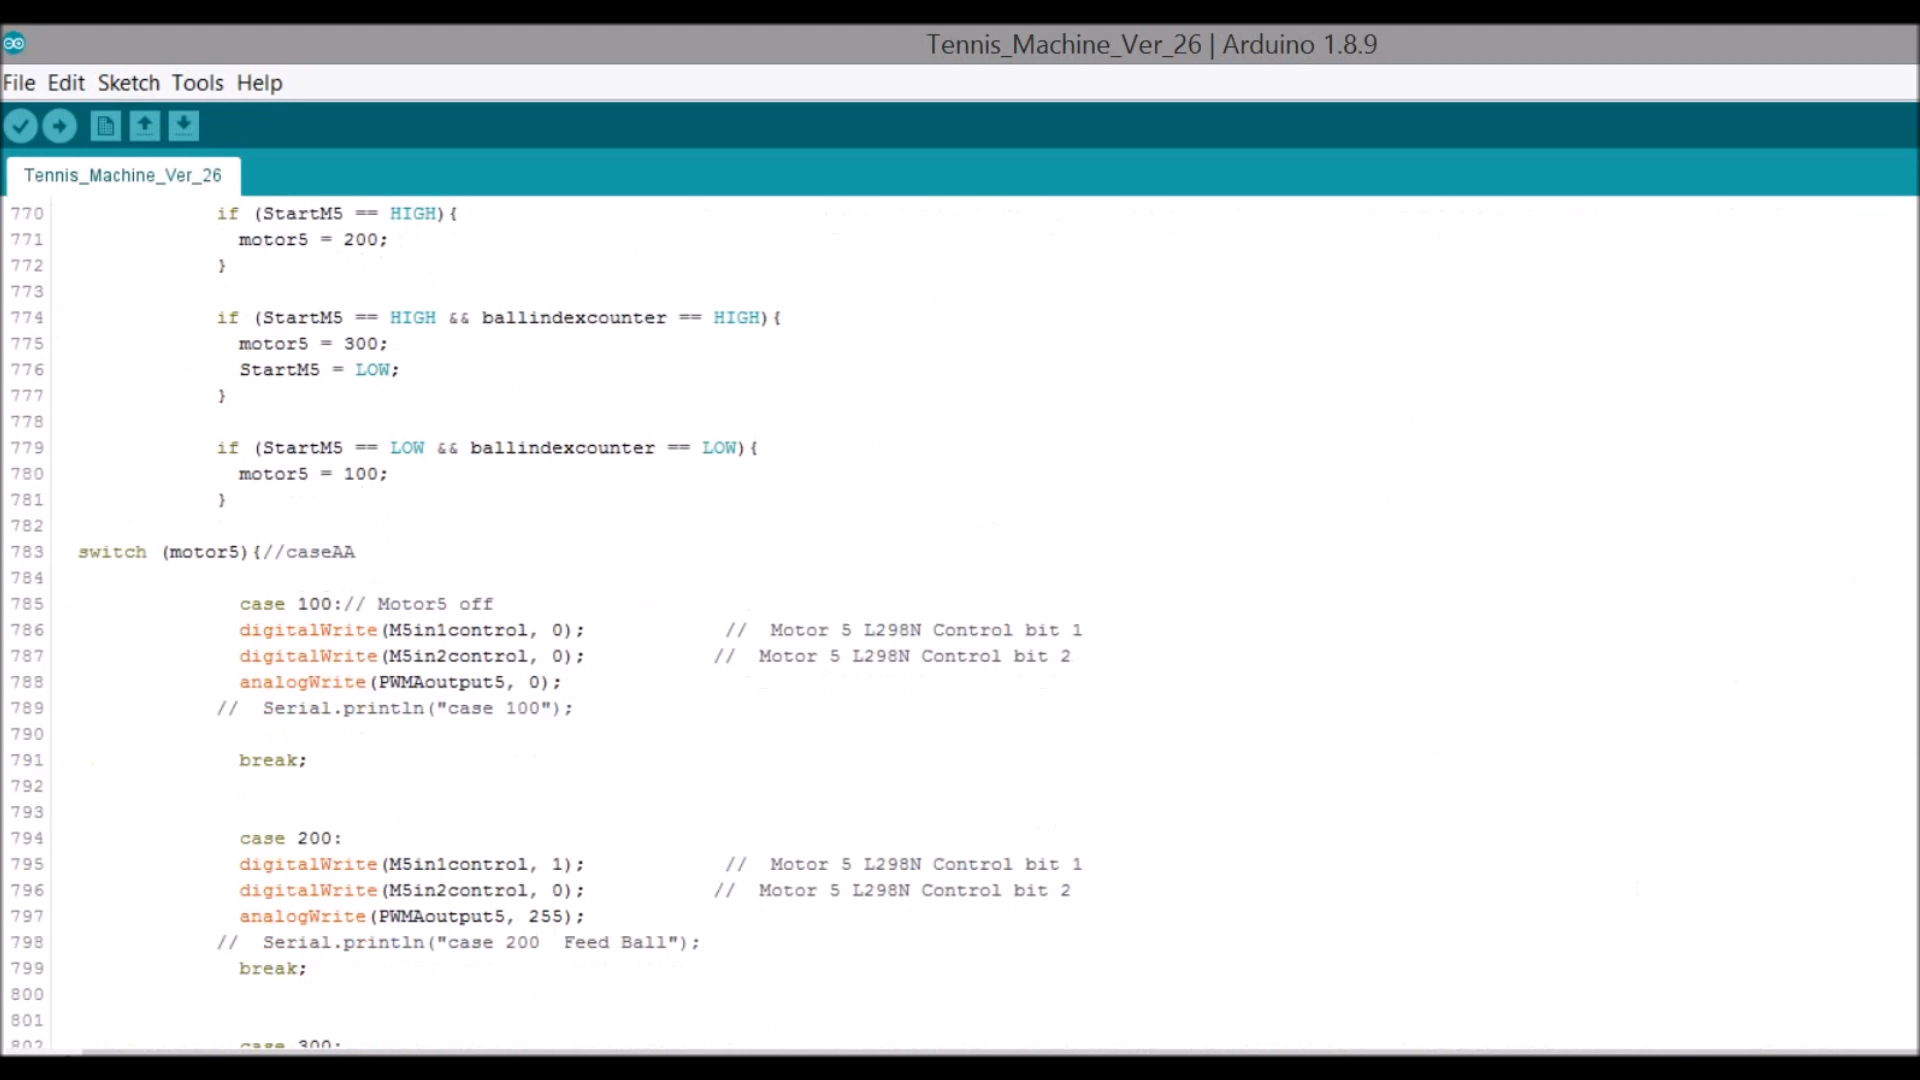 Tennis_Machine_Ver_26 | Arduino 1.8.9
File Edit Sketch Tools Help
Tennis_Machine_Ver_26
770 if (StartM5 == HIGH){
771 motor5 = 200;
772 }
773
774 if (StartM5 == HIGH && ballindexcounter == HIGH){
775 motor5 = 300;
776 StartM5 = LOW;
777 }
778
779 if (StartM5 == LOW && ballindexcounter == LOW){
780 motor5 = 100;
781 }
782
783 switch (motor5){//caseAA
784
785 case 100:// Motor5 off
786 digitalWrite(M5in1control, 0); // Motor 5 L298N Control bit 1
787 digitalWrite(M5in2control, 0); // Motor 5 L298N Control bit 2
788 analogWrite(PWMAoutput5, 0);
789 // Serial.println("case 100");
790
791 break;
792
793
794 case 200:
795 digitalWrite(M5in1control, 1); // Motor 5 L298N Control bit 1
796 digitalWrite(M5in2control, 0); // Motor 5 L298N Control bit 2
797 analogWrite(PWMAoutput5, 255);
798 // Serial.println("case 200 Feed Ball");
799 break;
800
801
802 case 300: